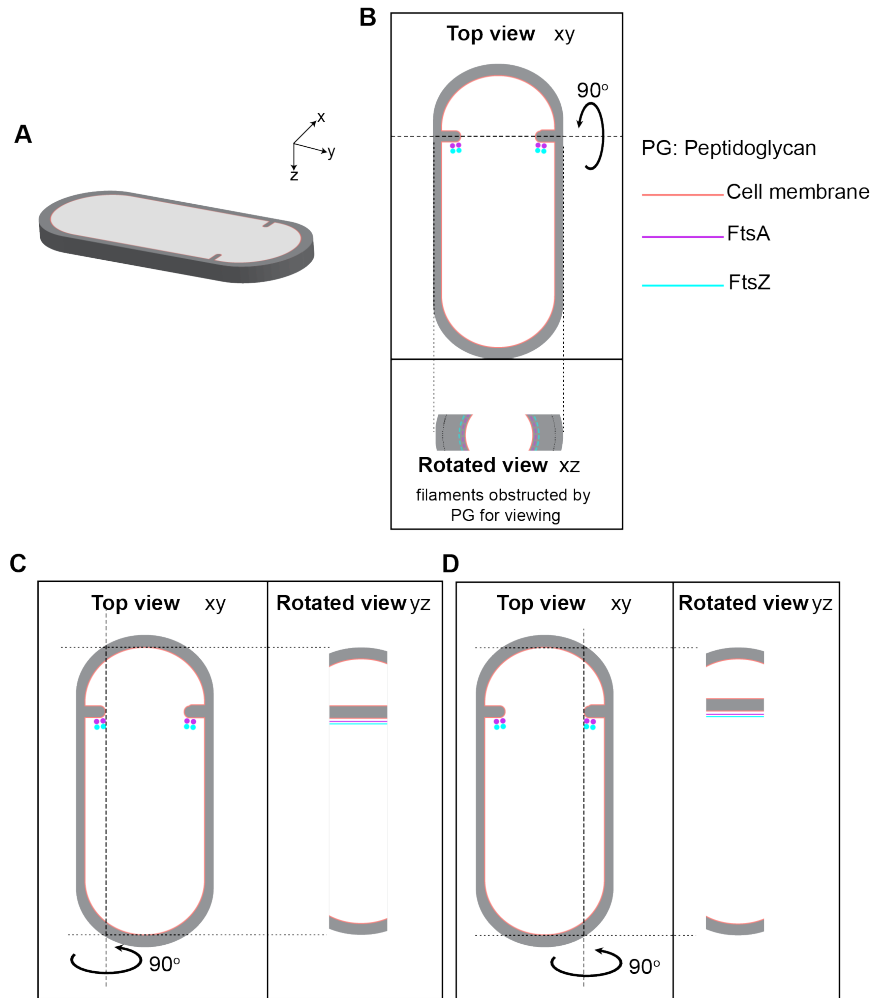 A
x
y
z
B
Top view xy
90°
Rotated view xz
filaments obstructed by
PG for viewing
PG: Peptidoglycan
Cell membrane
FtsA
FtsZ
C
Top view xy
Rotated view yz
90°
D
Top view xy
Rotated view yz
90°